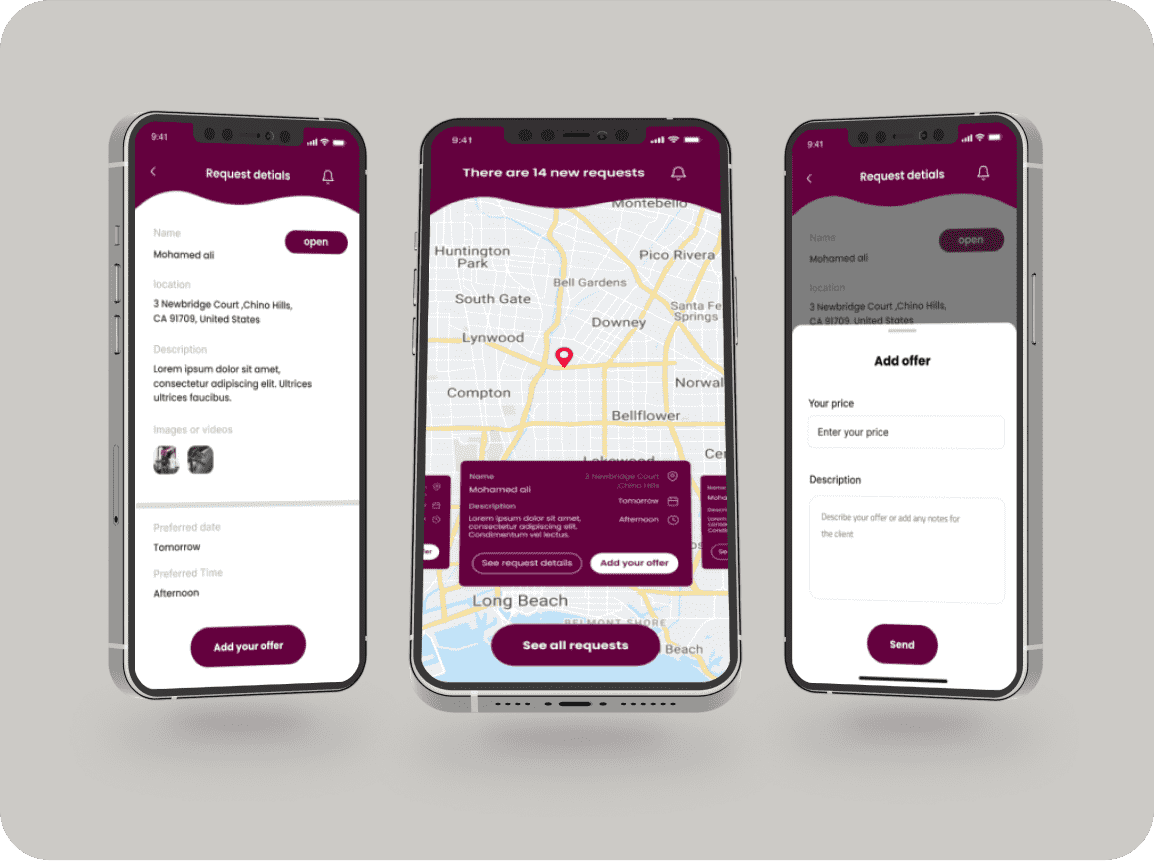 9:41
Request detials
Name
open
Mohamed ali
location
3 Newbridge Court ,Chino Hills,
CA 91709, United States
Description
Lorem ipsum dolor sit amet,
consectetur adipiscing elit. Ultrices
ultrices faucibus.
Images or videos
Preferred date
Tomorrow
Preferred Time
Afternoon
Add your offer
9:41
There are 14 new requests
Montebello
Huntington
Park
Pico Rivera
Bell Gardens
South Gate
Santa Fe
Springs
Downey
Lynwood
Norwal
Compton
Bellflower
Lakewood
Cer
Name
3 Newbridge Court
,Chino Hills
Mohamed ali
Tomorrow
Description
Afternoon
Lorem ipsum dolor sit amet,
consectetur adipiscing elit,
Condimentum vel lectus.
See request details
Add your offer
fer
Name
Moha
Descri
Lorem
Condi
Se
Long Beach
BELMONT SHORE
See all requests
Beach
9:41
Request detials
Name
open
Mohamed ali
location
3 Newbridge Court ,Chino Hills,
CA 91709, United States
Add offer
Your price
Enter your price
Description
Describe your offer or add any notes for
the client
Send